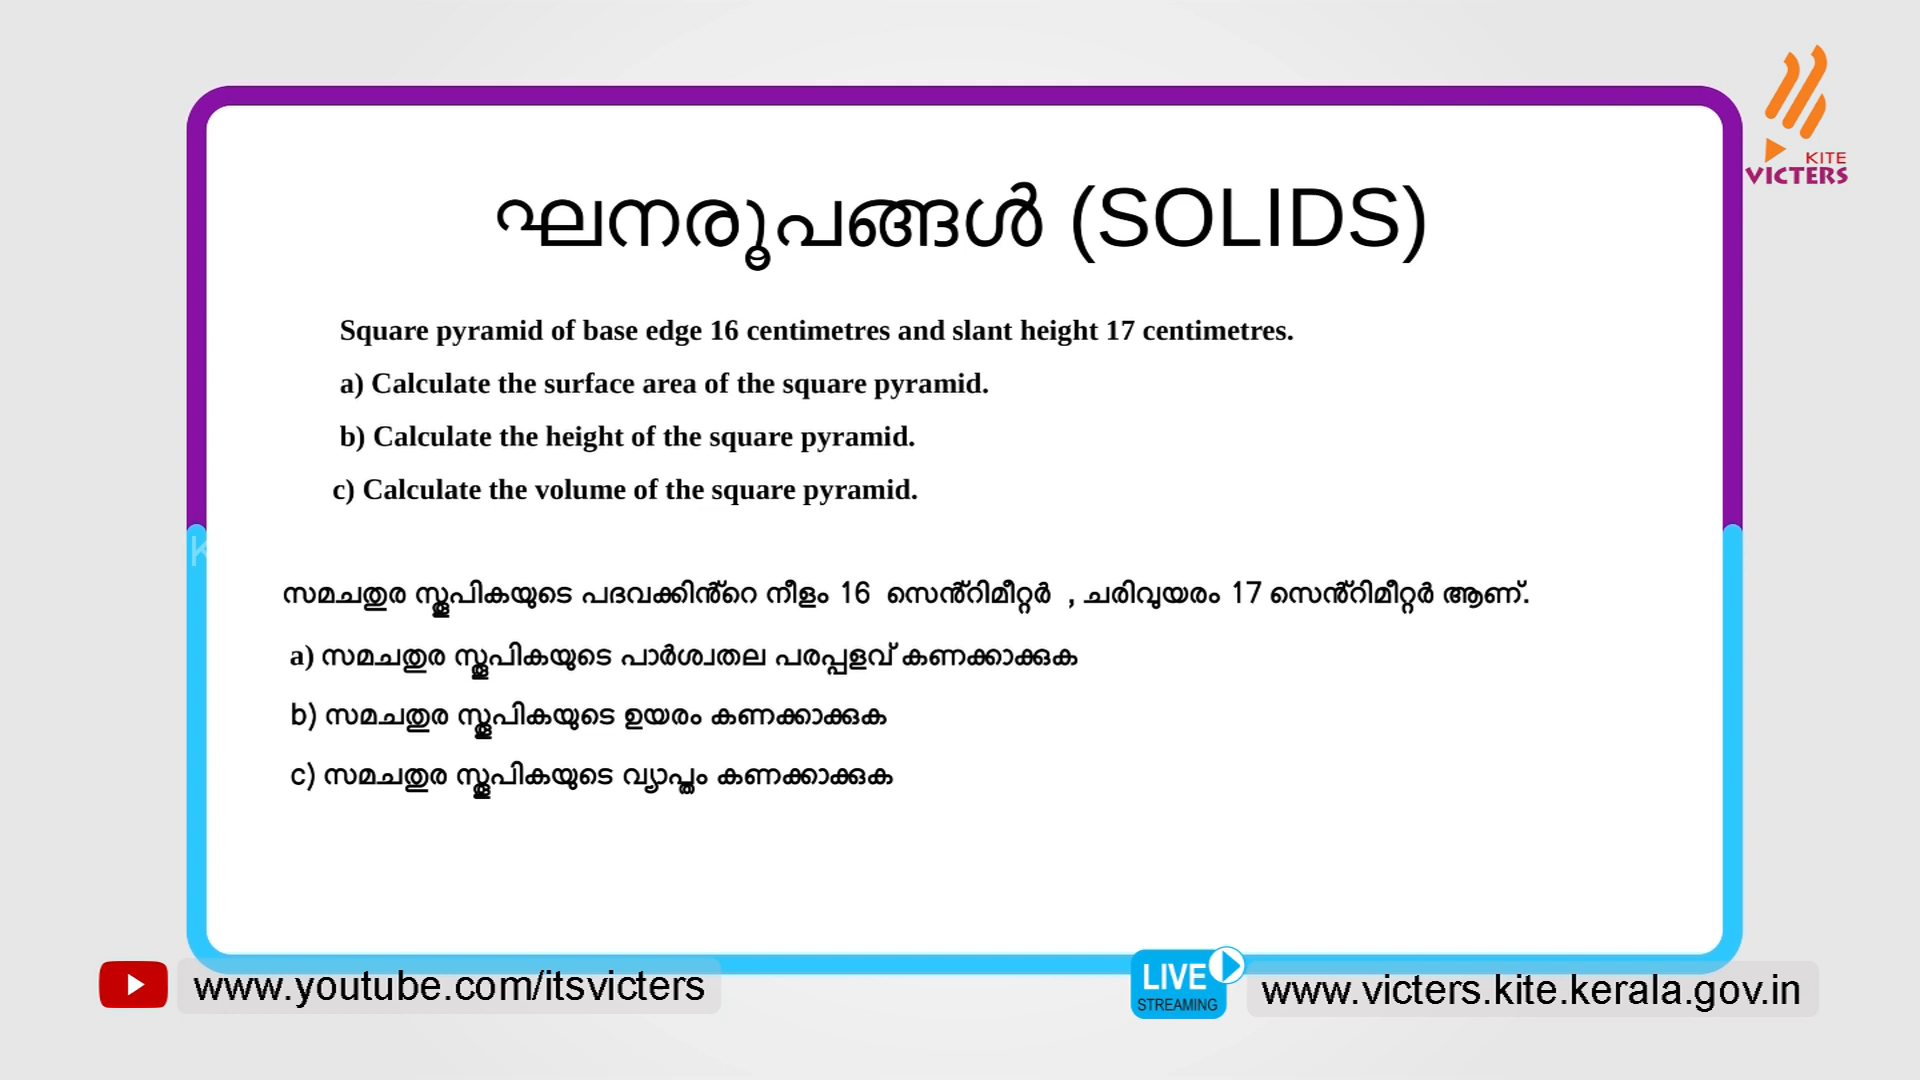 KITE
VICTERS
ഘനരൂപങ്ങൾ (SOLIDS)
Square pyramid of base edge 16 centimetres and slant height 17 centimetres.
a) Calculate the surface area of the square pyramid.
b) Calculate the height of the square pyramid.
c) Calculate the volume of the square pyramid.
സമചതുര സ്തൂപികയുടെ പദവക്കിൻ്റെ നീളം 16 സെൻ്റിമീറ്റർ , ചരിവുയരം 17 സെൻ്റിമീറ്റർ ആണ്.
a) സമചതുര സ്തൂപികയുടെ പാർശ്വതല പരപ്പളവ് കണക്കാക്കുക
b) സമചതുര സ്തൂപികയുടെ ഉയരം കണക്കാക്കുക
c) സമചതുര സ്തൂപികയുടെ വ്യാപ്തം കണക്കാക്കുക
www.youtube.com/itsvicters
LIVE
STREAMING
www.victers.kite.kerala.gov.in